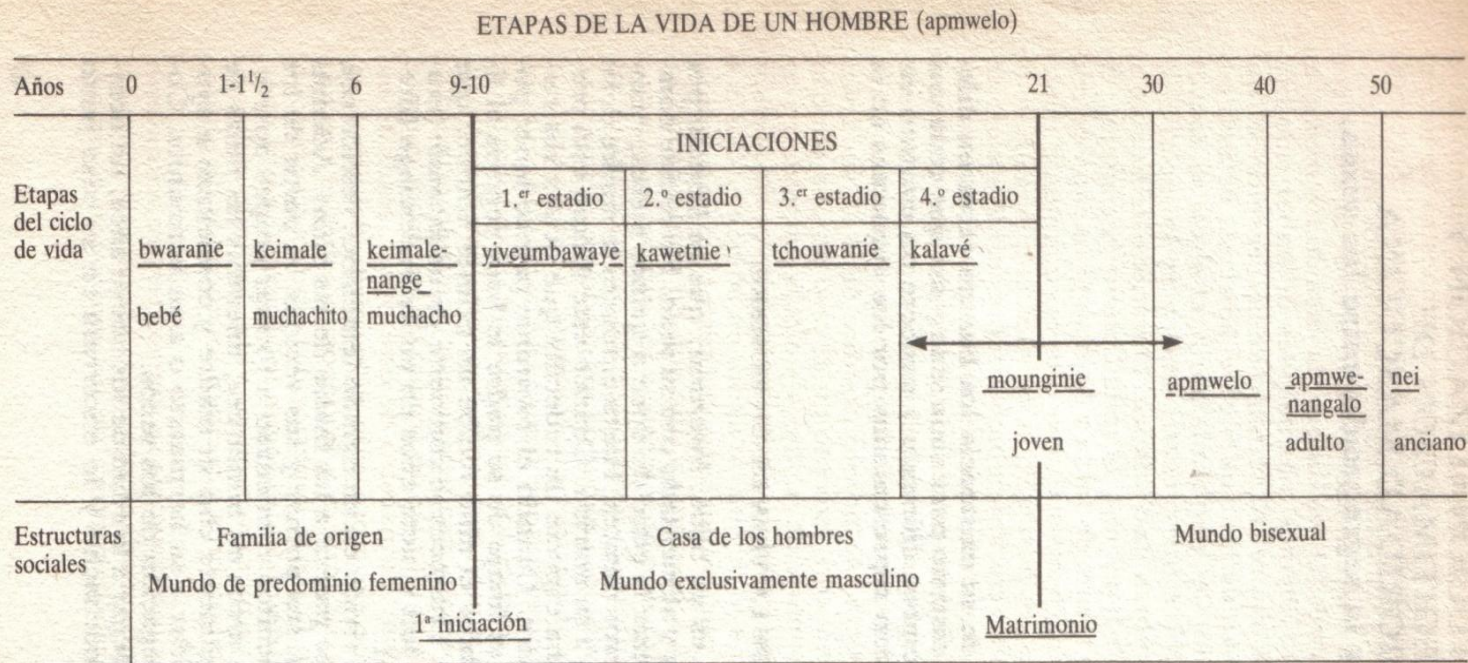 ETAPAS DE LA VIDA DE UN HOMBRE (apmwelo)
Años 0 1-1 1/2 6 9-10 21 30 40 50
INICIACIONES
1.er estadio 2.º estadio 3.er estadio 4.º estadio
Etapas
del ciclo
de vida
bwaranie keimale keimale- yiveumbawaye kawetnie tchouwanie kalavé
nange
bebé muchachito muchacho
mounginie apmwelo apmwe- nei
nangalo
joven adulto anciano
Estructuras
sociales
Familia de origen Casa de los hombres Mundo bisexual
Mundo de predominio femenino Mundo exclusivamente masculino
1ª iniciación Matrimonio